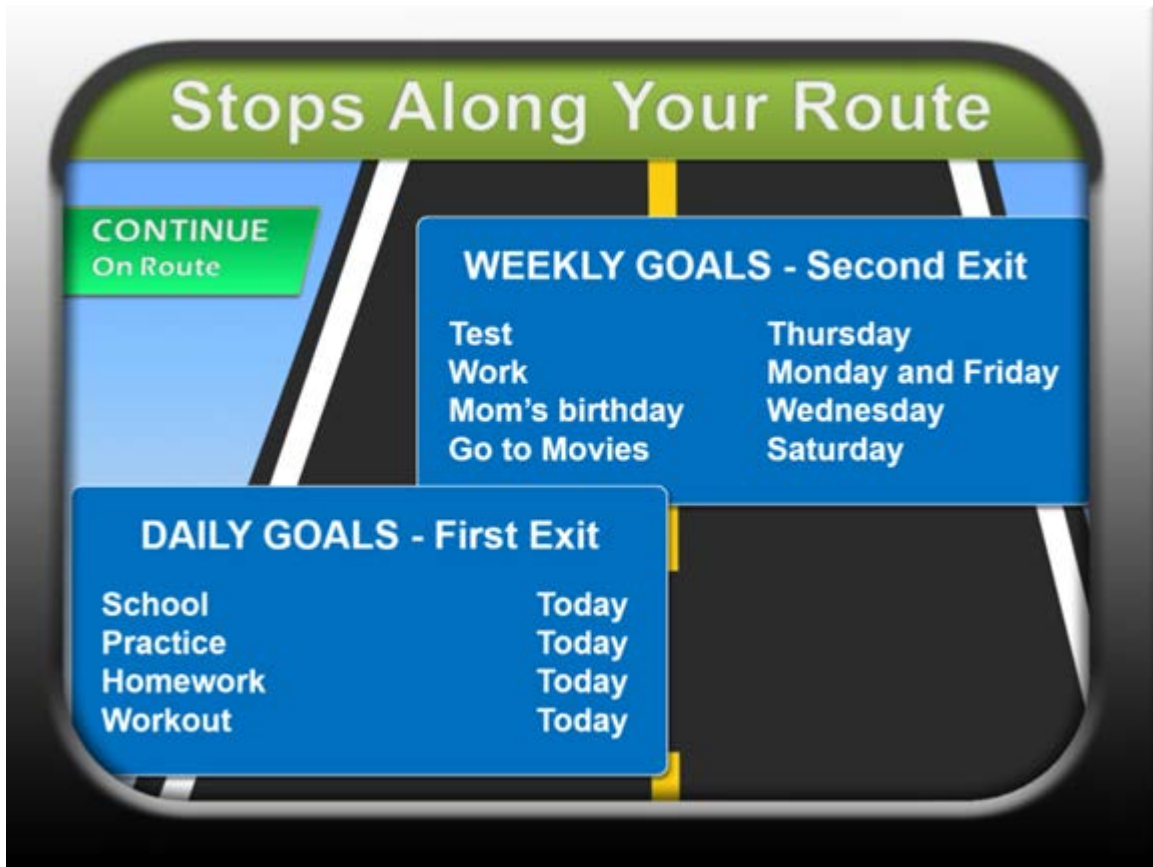 Stops Along Your Route
CONTINUE
On Route
WEEKLY GOALS - Second Exit
Test Thursday
Work Monday and Friday
Mom's birthday Wednesday
Go to Movies Saturday
DAILY GOALS - First Exit
School Today
Practice Today
Homework Today
Workout Today